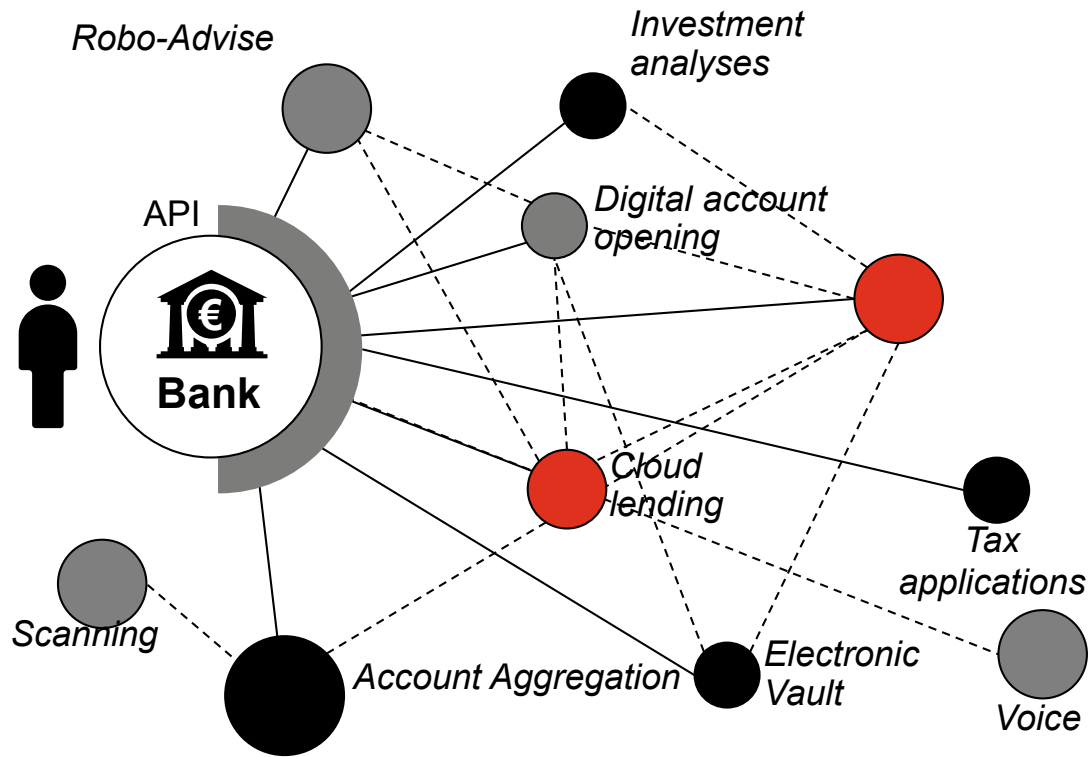 Robo-Advise
Investment
analyses
API
Digital account
opening
€
Bank
Cloud
lending
Tax
applications
Scanning
Account Aggregation
Electronic
Vault
Voice